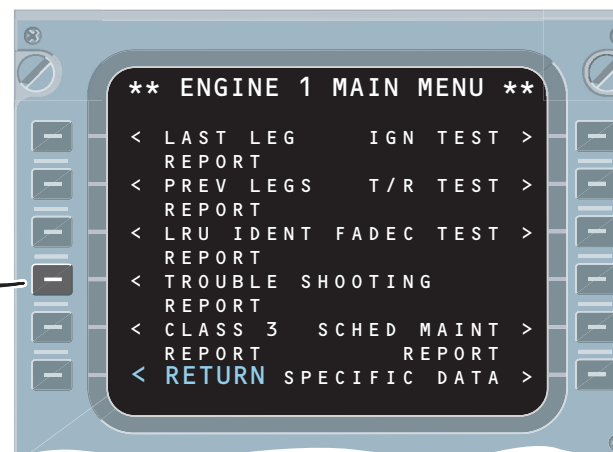 ** ENGINE 1 MAIN MENU **
< LAST LEG IGN TEST >
REPORT
< PREV LEGS T/R TEST >
REPORT
< LRU IDENT FADEC TEST >
REPORT
< TROUBLE SHOOTING
REPORT
< CLASS 3 SCHED MAINT >
REPORT REPORT
< RETURN SPECIFIC DATA >